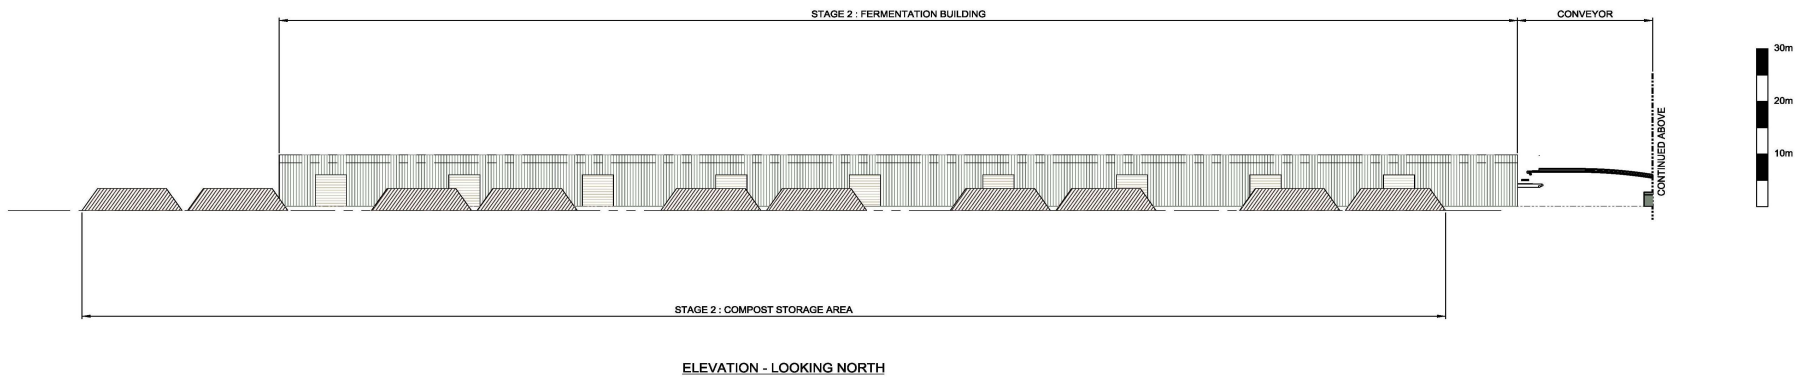 STAGE 2 : FERMENTATION BUILDING
CONVEYOR
30m
20m
10m
CONTINUED ABOVE
STAGE 2 : COMPOST STORAGE AREA
ELEVATION - LOOKING NORTH